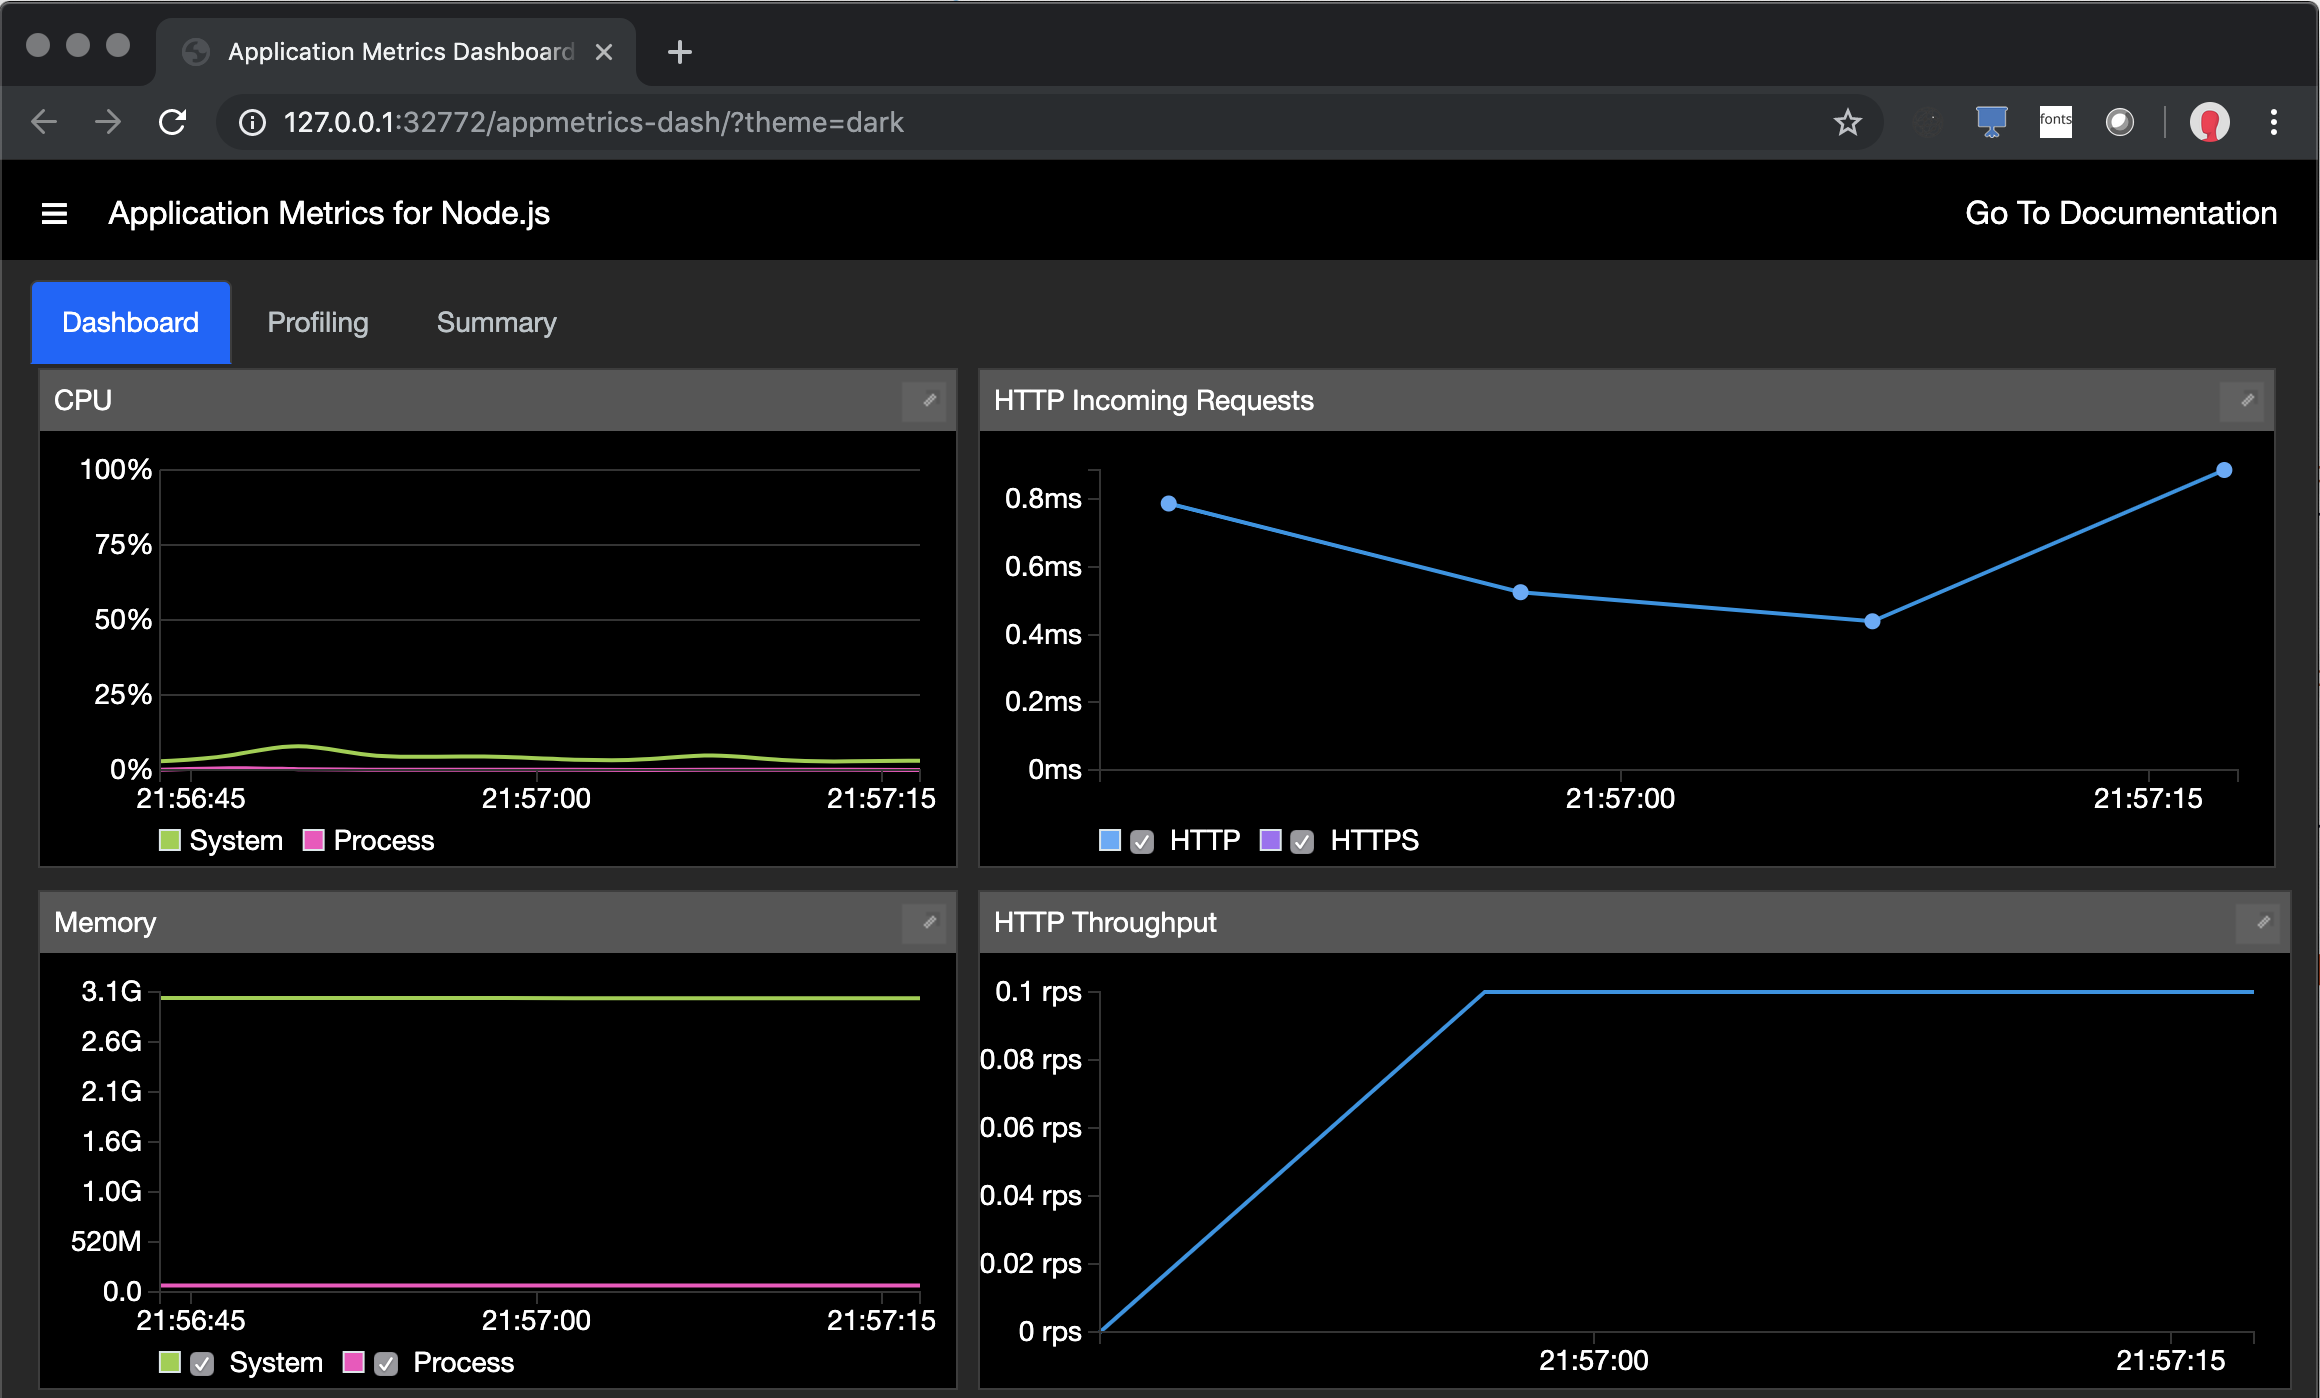 Application Metrics Dashboard
127.0.0.1:32772/appmetrics-dash/?theme=dark
fonts
Application Metrics for Node.js
Go To Documentation
Dashboard
Profiling
Summary
CPU
100%
75%
50%
25%
0%
21:56:45
21:57:00
21:57:15
System
Process
HTTP Incoming Requests
0.8ms
0.6ms
0.4ms
0.2ms
0ms
21:57:00
21:57:15
HTTP
HTTPS
Memory
3.1G
2.6G
2.1G
1.6G
1.0G
520M
0.0
21:56:45
21:57:00
21:57:15
System
Process
HTTP Throughput
0.1 rps
0.08 rps
0.06 rps
0.04 rps
0.02 rps
0 rps
21:57:00
21:57:15